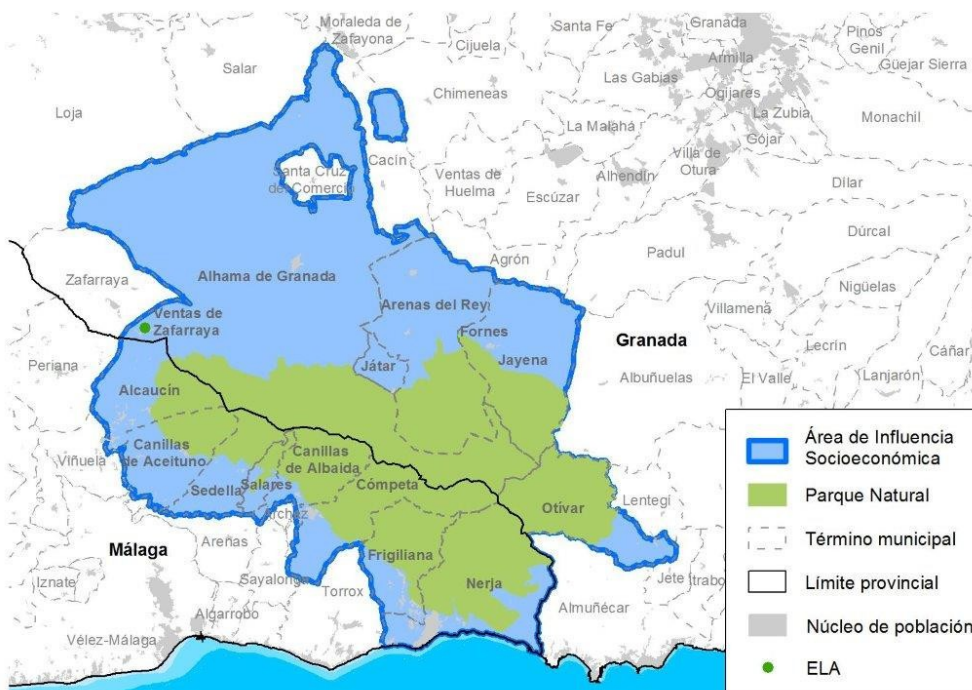 Moraleda de
Zafayona
Santa Fe
Granada
Cijuela
Pinos
Genil
Armilla
Güejar Sierra
Salar
Las Gabias
Chimeneas
Ogíjares
Loja
La Zubia
Monachil
La Malahá
Gójar
Cacín
Villa de
Otura
Santa Cruz
del Comercio
Ventas de
Huelma
Alhendín
Escúzar
Dílar
Dúrcal
Agrón
Padul
Zafarraya
Alhama de Granada
Nigüelas
Arenas del Rey
Villamena
Ventas de
Zafarraya
Fornes
Granada
Lecrín
Cáñar
Periana
Játar
Jayena
Albuñuelas
El Valle
Lanjarón
Alcaucín
Canillas
de Aceituno
Viñuela
Canillas
de Albaida
Sedella
Salares
Cómpeta
Otívar
Lentegí
Archez
Málaga
Arenas
Frigiliana
Nerja
Iznate
Sayalonga
Torrox
Almuñécar
Jete
Itrabo
Algarrobo
Vélez-Málaga
Área de Influencia
Socioeconómica
Parque Natural
Término municipal
Límite provincial
Núcleo de población
ELA